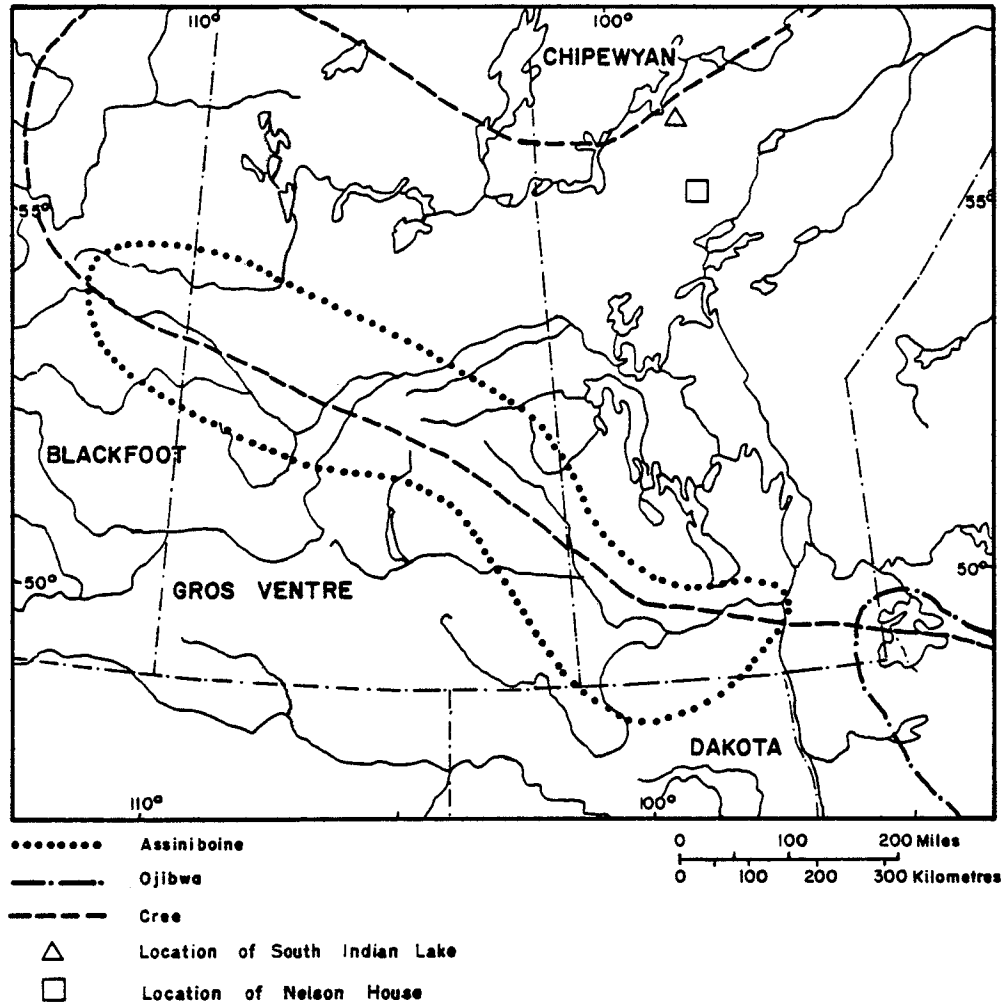 110° 100°
CHIPEWYAN
55° 55°
BLACKFOOT
50° 50°
GROS VENTRE
DAKOTA
110° 100°
Assiniboine
Ojibwa
Cree
Location of South Indian Lake
Location of Nelson House
0 100 200 Miles
0 100 200 300 Kilometres